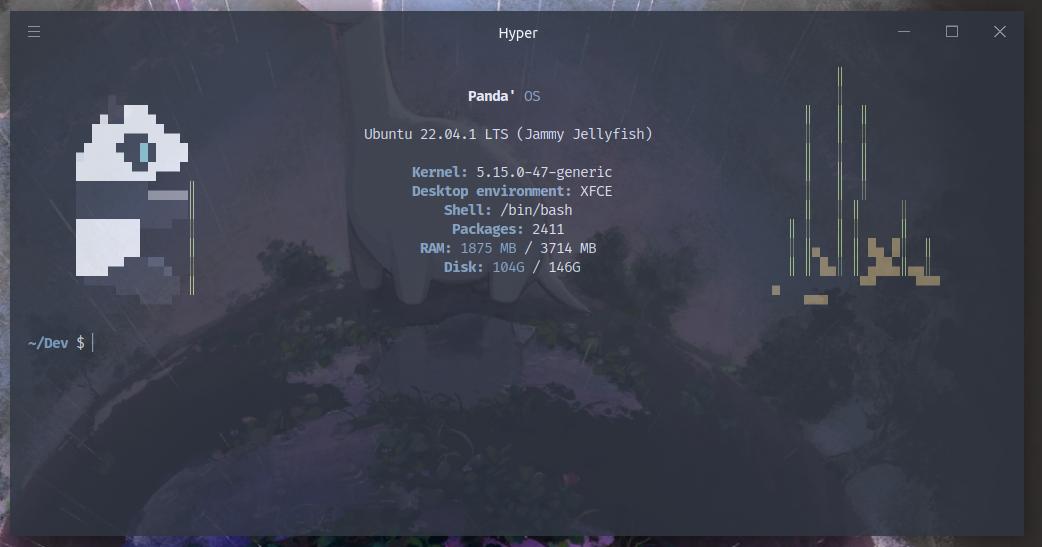 Hyper
Panda' OS
Ubuntu 22.04.1 LTS (Jammy Jellyfish)
Kernel: 5.15.0-47-generic
Desktop environment: XFCE
Shell: /bin/bash
Packages: 2411
RAM: 1875 MB / 3714 MB
Disk: 104G / 146G
~/Dev $